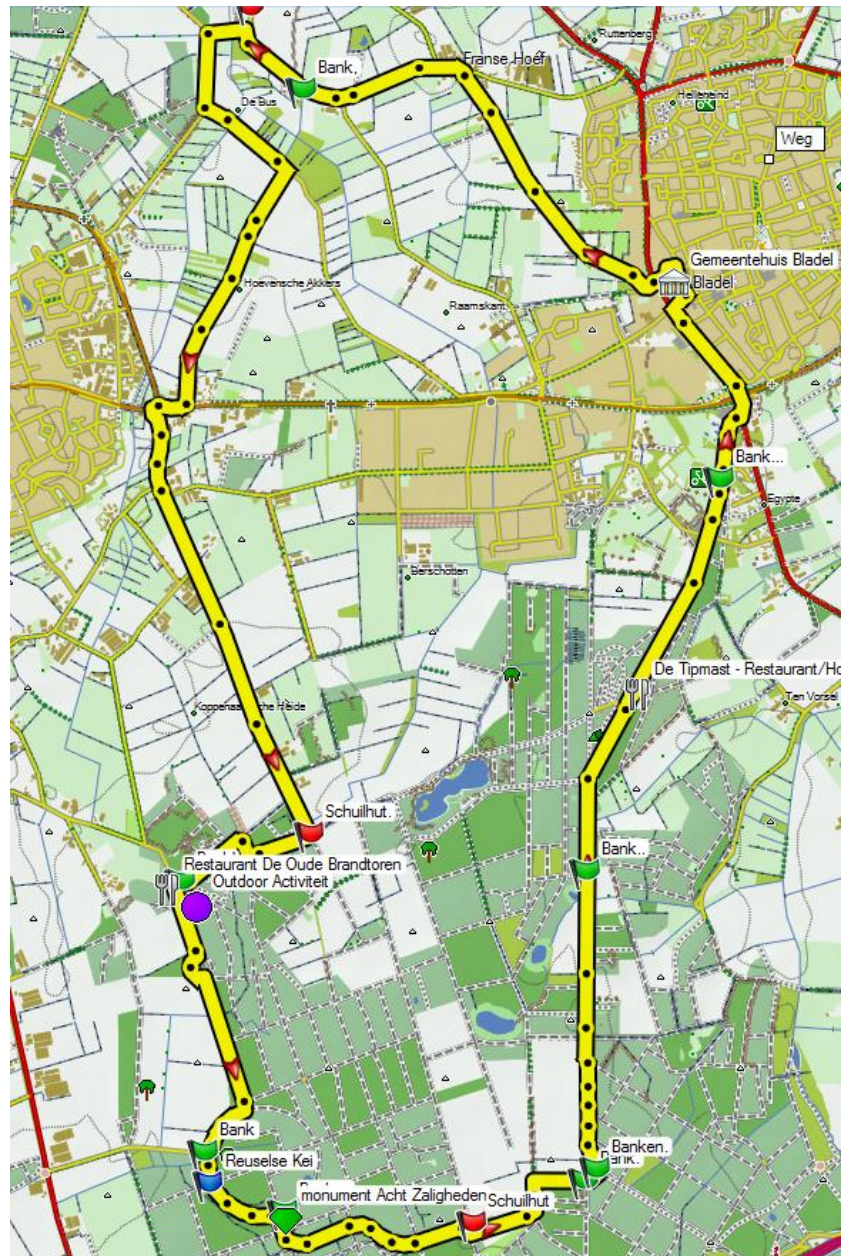 Ruttenberg
Franse Hoef
Bank.
De Bus
Helleneind
Weg
Gemeentehuis Bladel -
Bladel
Hoevensche Akkers
Raamskant
Bank...
Egypte
Berschotten
De Tipmast - Restaurant/Ho
Ten Vorsel
Schuilhut.
Bank..
Restaurant De Oude Brandtoren
Outdoor Activiteit
Bank
Banken.
Bank.
Reuselse Kei
monument Acht Zaligheden
Schuilhut